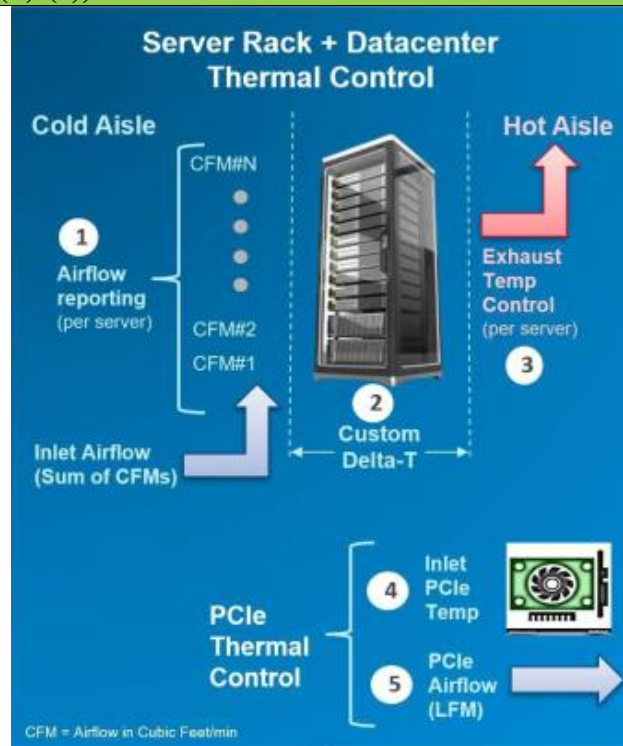 Server Rack + Datacenter
Thermal Control
Cold Aisle
Hot Aisle
CFM#N
1
Airflow
reporting
(per server)
CFM#2
CFM#1
Inlet Airflow
(Sum of CFMs)
2
Custom
Delta-T
Exhaust
Temp
Control
(per server)
3
PCIe
Thermal
Control
4
Inlet
PCIe
Temp
5
PCIe
Airflow
(LFM)
CFM = Airflow in Cubic Feet/min